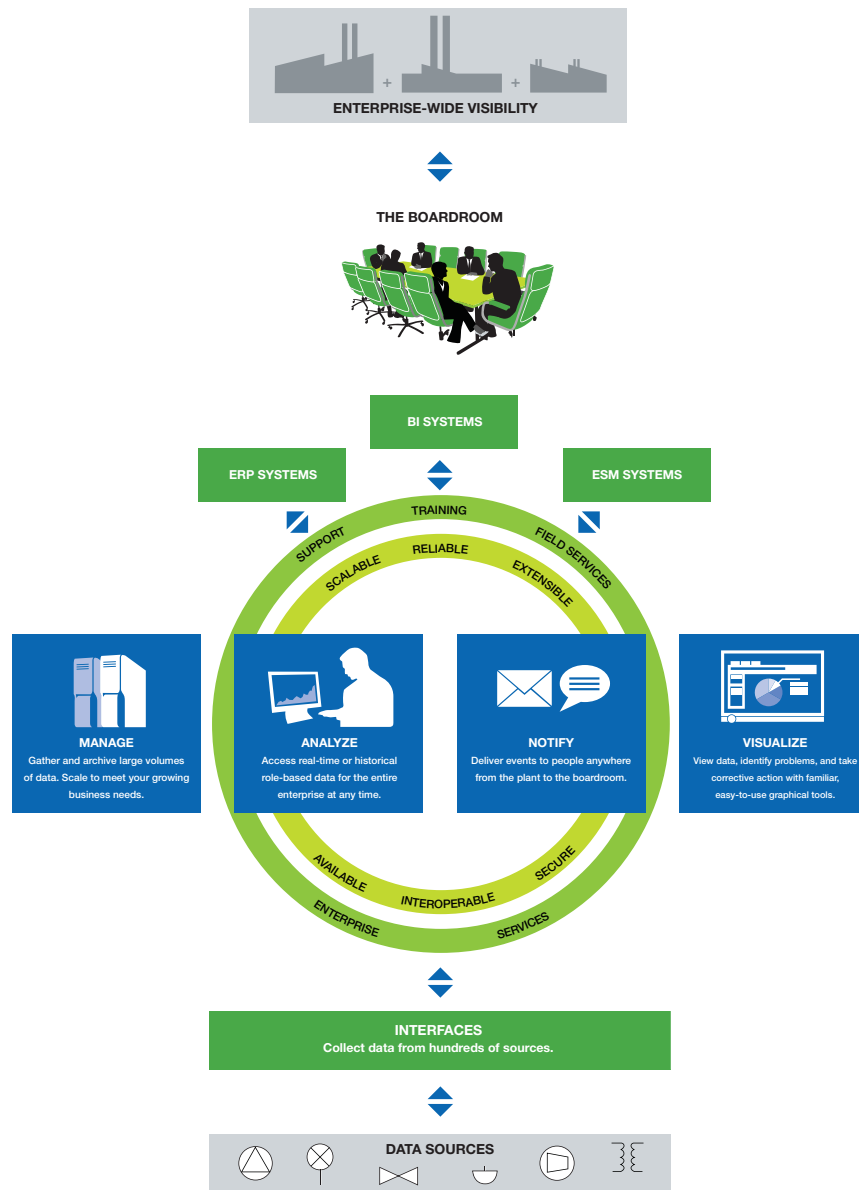 + +
ENTERPRISE-WIDE VISIBILITY
THE BOARDROOM
BI SYSTEMS
ERP SYSTEMS
ESM SYSTEMS
SUPPORT
TRAINING
FIELD SERVICES
SCALABLE
RELIABLE
EXTENSIBLE
MANAGE
Gather and archive large volumes
of data. Scale to meet your growing
business needs.
ANALYZE
Access real-time or historical
role-based data for the entire
enterprise at any time.
NOTIFY
Deliver events to people anywhere
from the plant to the boardroom.
VISUALIZE
View data, identify problems, and take
corrective action with familiar,
easy-to-use graphical tools.
AVAILABLE
INTEROPERABLE
SECURE
ENTERPRISE
SERVICES
INTERFACES
Collect data from hundreds of sources.
DATA SOURCES